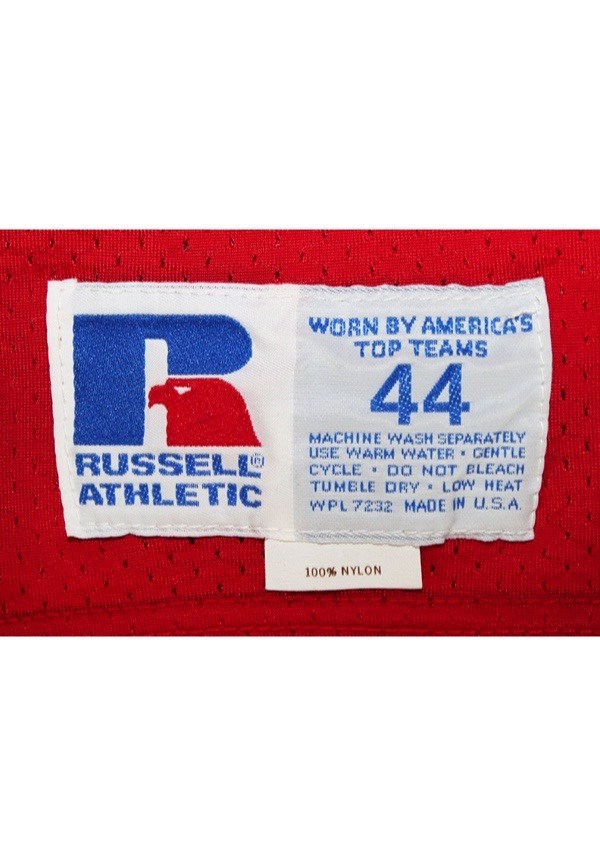 RUSSELL®
ATHLETIC
WORN BY AMERICA'S
TOP TEAMS
44
MACHINE WASH SEPARATELY
USE WARM WATER • GENTLE
CYCLE • DO NOT BLEACH
TUMBLE DRY • LOW HEAT
WPL 7232 MADE IN U.S.A.
100% NYLON